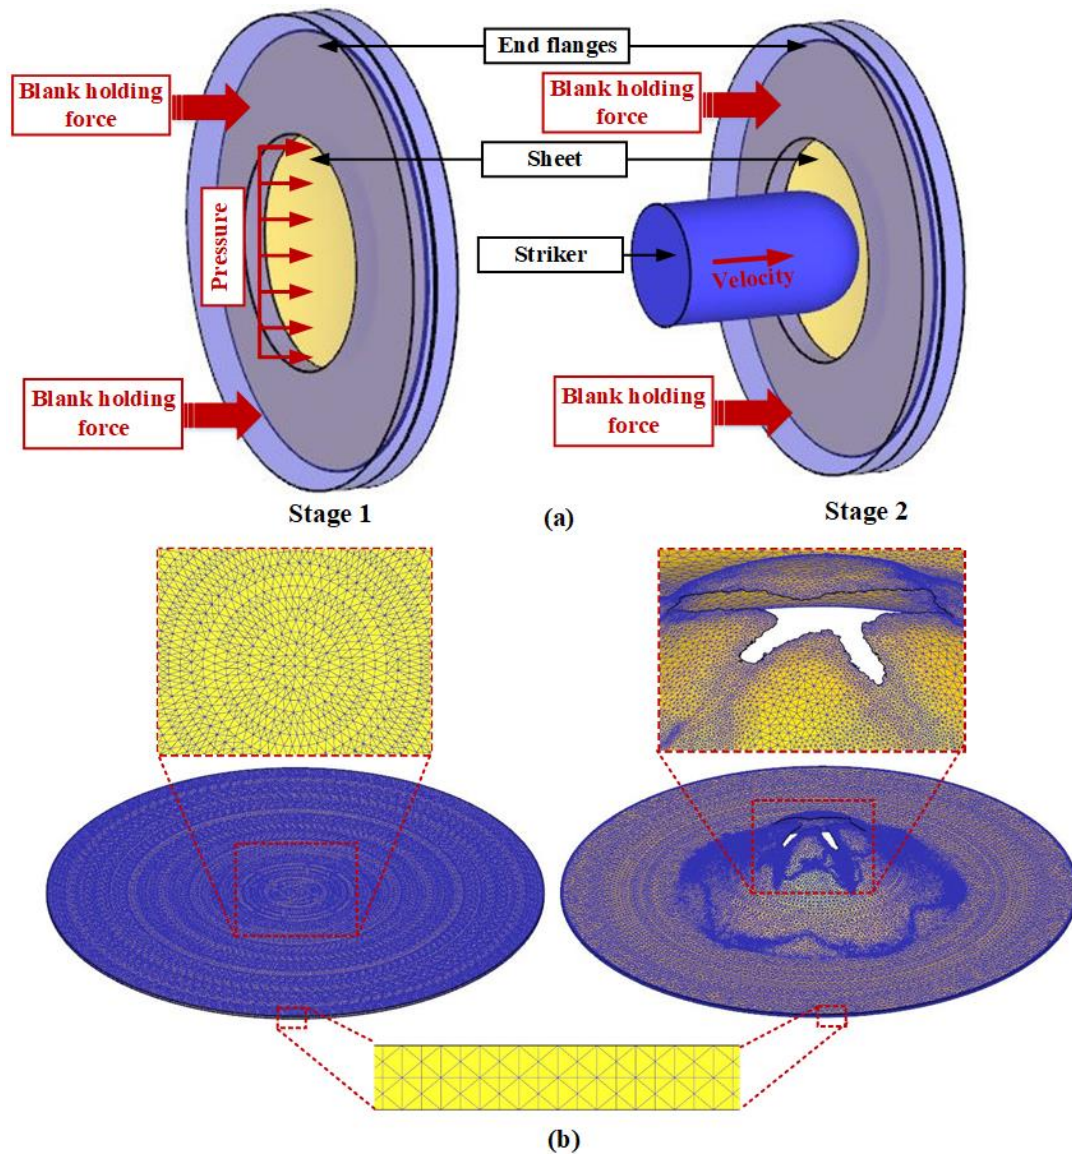 End flanges
Blank holding
force
Blank holding
force
Sheet
Pressure
Striker
Velocity
Blank holding
force
Blank holding
force
Stage 1
(a)
Stage 2
(b)